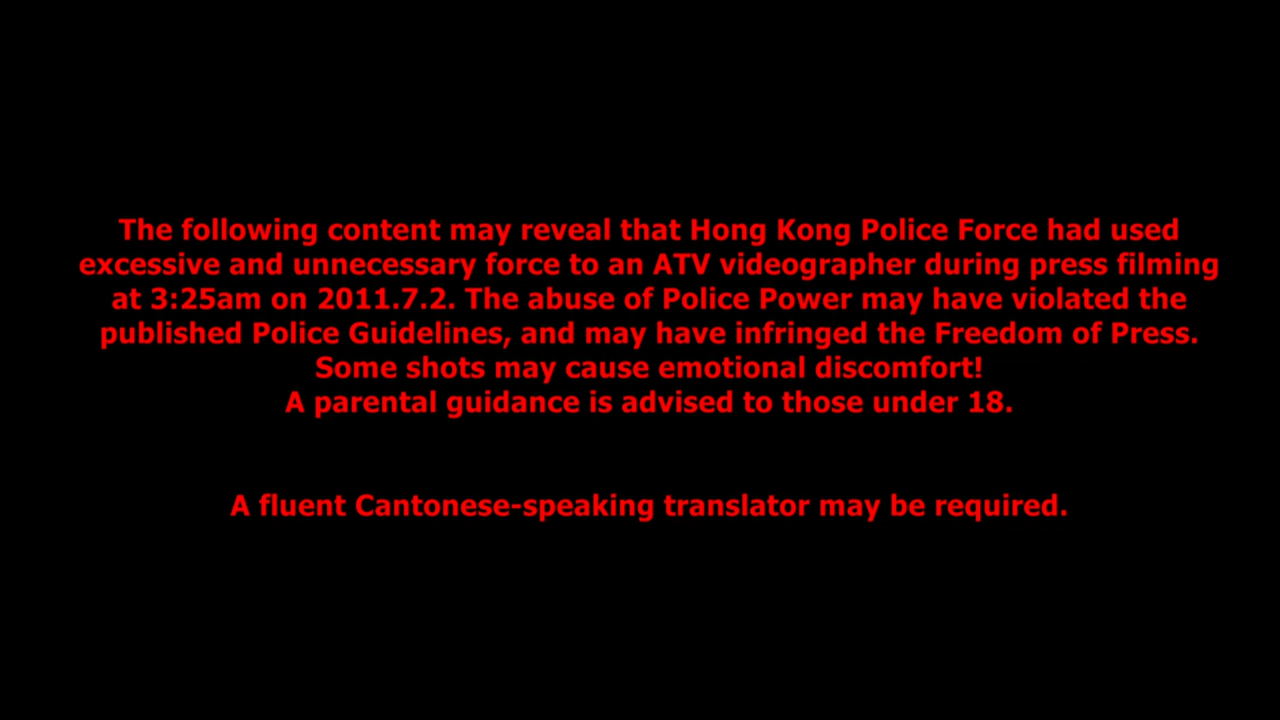 The following content may reveal that Hong Kong Police Force had used
excessive and unnecessary force to an ATV videographer during press filming
at 3:25am on 2011.7.2. The abuse of Police Power may have violated the
published Police Guidelines, and may have infringed the Freedom of Press.
Some shots may cause emotional discomfort!
A parental guidance is advised to those under 18.
A fluent Cantonese-speaking translator may be required.